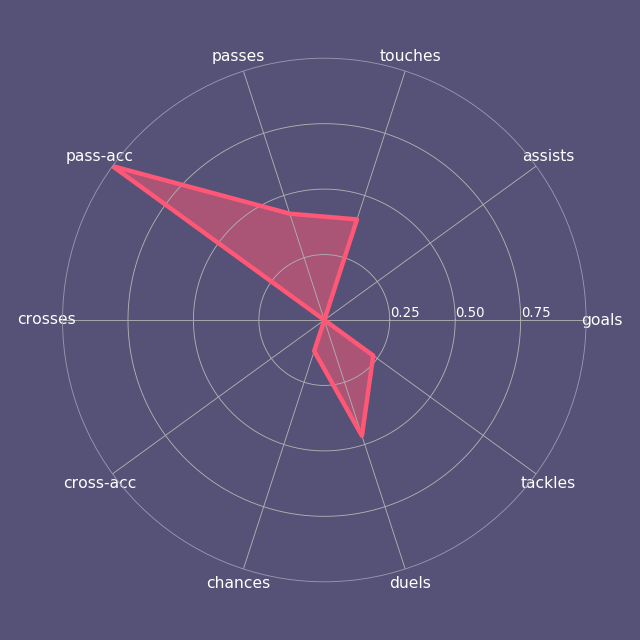 passes
touches
pass-acc
assists
crosses
0.25
0.50
0.75
goals
cross-acc
tackles
chances
duels